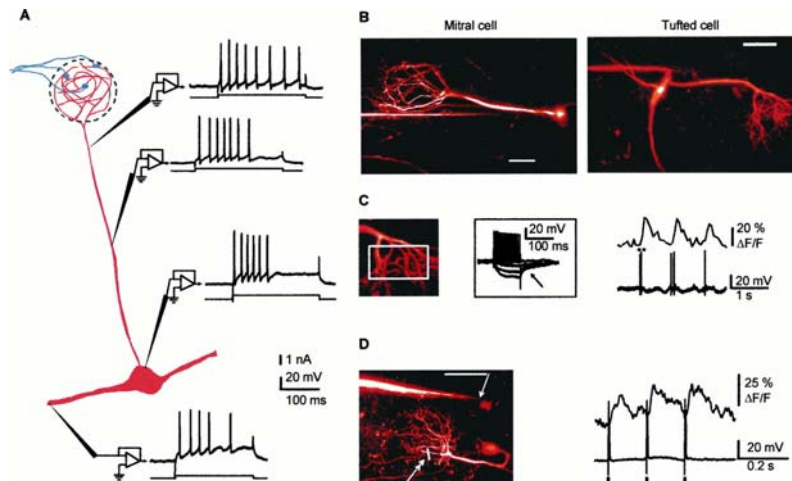 A
1 nA
20 mV
100 ms
B
Mitral cell
Tufted cell
C
20 mV
100 ms
20 %
ΔF/F
20 mV
1 s
D
25 %
ΔF/F
20 mV
0.2 s